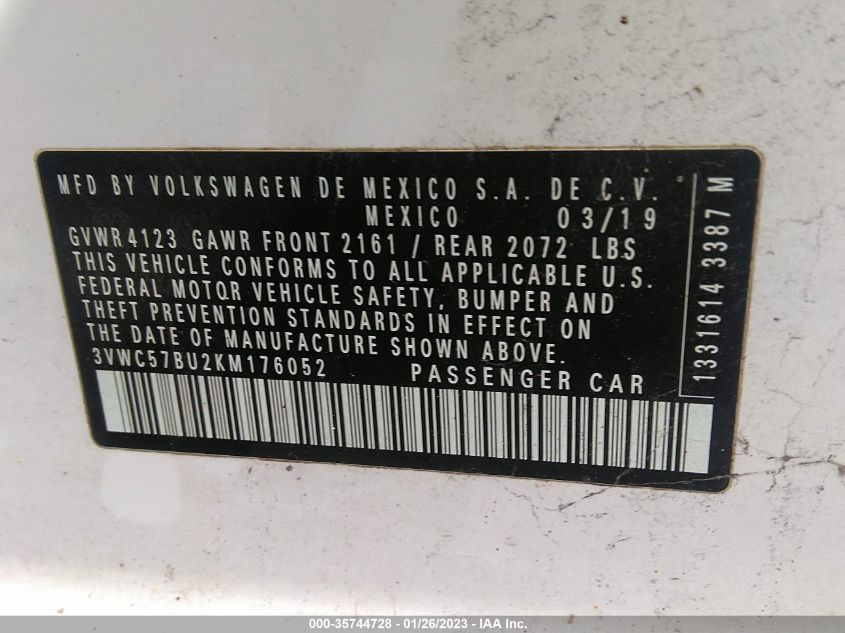 MFD BY VOLKSWAGEN DE MEXICO S.A. DE C.V.
MEXICO 03/19
GVWR 4123 GAWR FRONT 2161 / REAR 2072 LBS
THIS VEHICLE CONFORMS TO ALL APPLICABLE U.S.
FEDERAL MOTOR VEHICLE SAFETY, BUMPER AND
THEFT PREVENTION STANDARDS IN EFFECT ON
THE DATE OF MANUFACTURE SHOWN ABOVE.
3VWC57BU2KM176052 PASSENGER CAR
1331614 3387 M
000-35744728 - 01/26/2023 - IAA Inc.